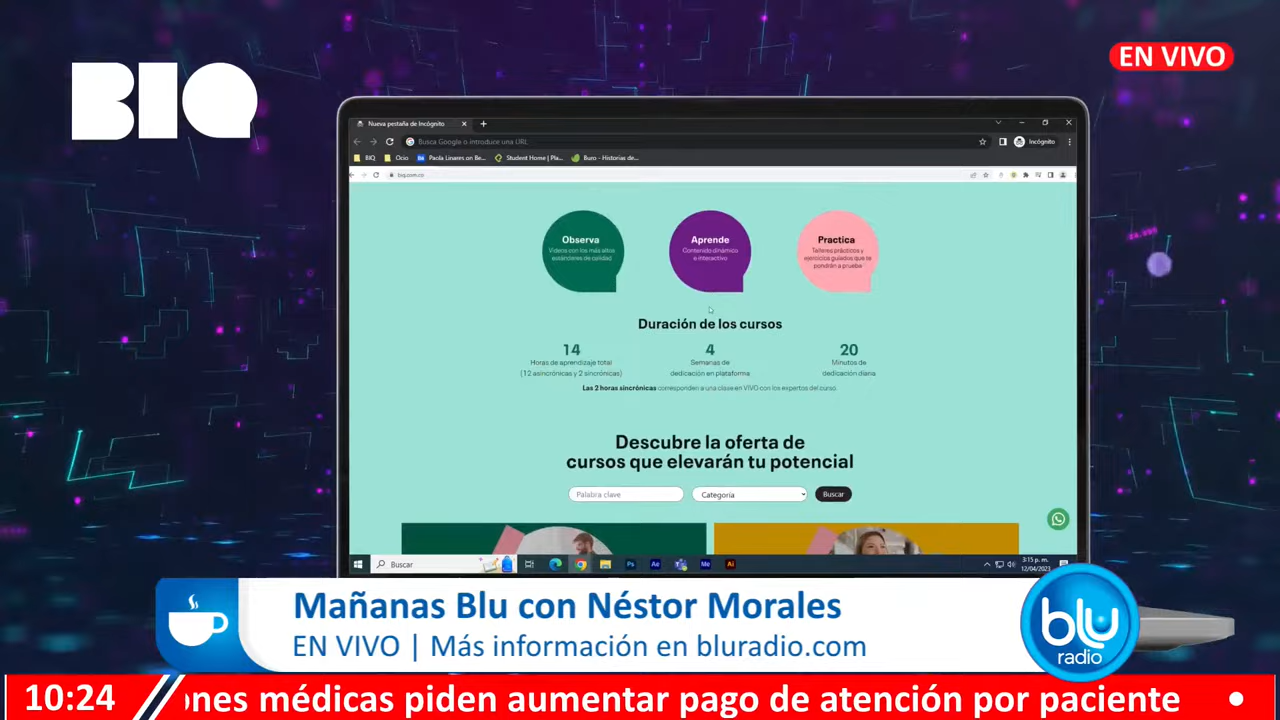 BIQ
EN VIVO
Nueva pestaña de Incógnito
Busca Google o introduce una URL
Incógnito
BIQ
Ocio
Paola Linares on Be...
Student Home | Pla...
Buro - Historias de...
biq.com.co
Observa
Videos con los más altos
estándares de calidad
Aprende
Contenido dinámico
e interactivo
Practica
Talleres prácticos y
ejercicios guiados que te
pondrán a prueba
Duración de los cursos
14
Horas de aprendizaje total
(12 asincrónicas y 2 sincrónicas)
4
Semanas de
dedicación en plataforma
20
Minutos de
dedicación diaria
Las 2 horas sincrónicas corresponden a una clase en VIVO con los expertos del curso.
Descubre la oferta de
cursos que elevarán tu potencial
Palabra clave
Categoría
Buscar
Buscar
Ps
Ae
Me
Ai
3:15 p. m.
12/04/2023
Mañanas Blu con Néstor Morales
EN VIVO | Más información en bluradio.com
blu
radio
10:24
ones médicas piden aumentar pago de atención por paciente